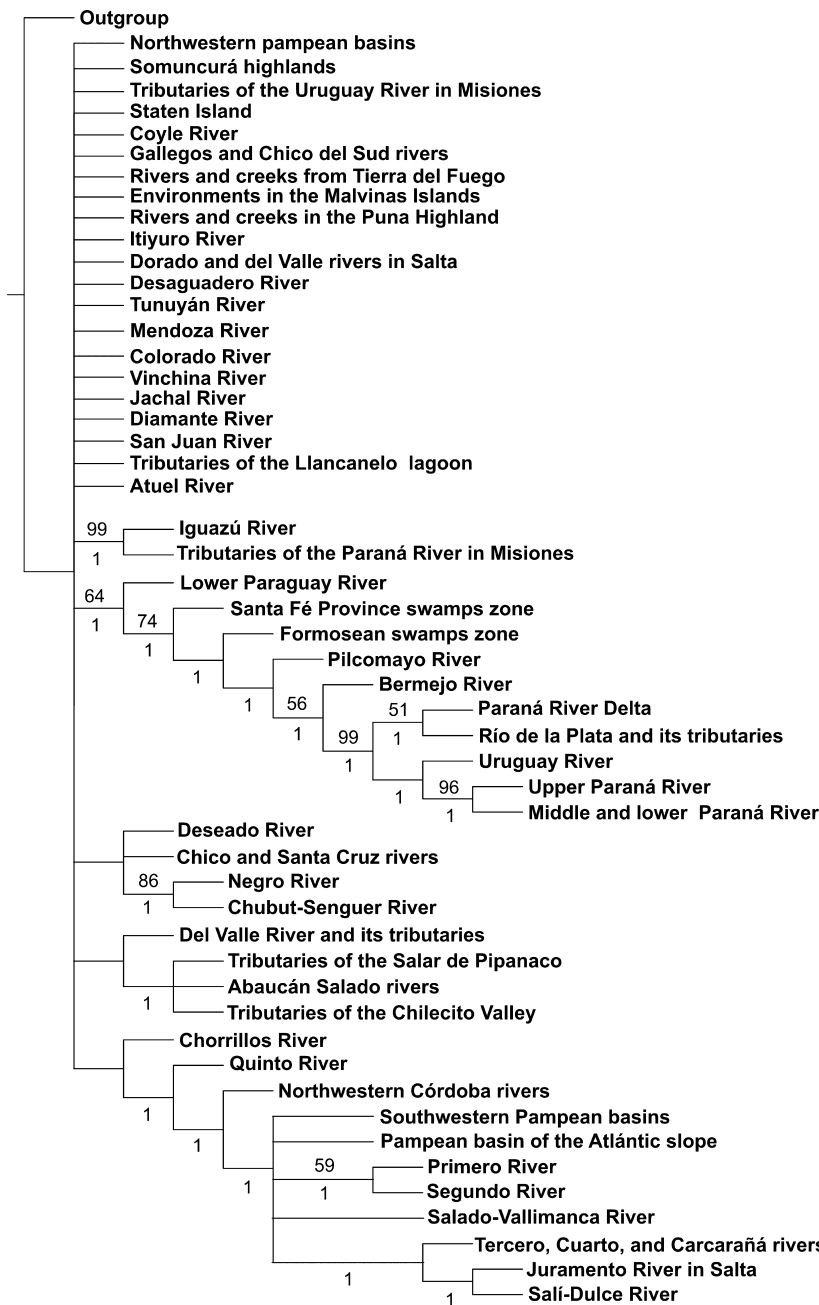 Outgroup
Northwestern pampean basins
Somuncurá highlands
Tributaries of the Uruguay River in Misiones
Staten Island
Coyle River
Gallegos and Chico del Sud rivers
Rivers and creeks from Tierra del Fuego
Environments in the Malvinas Islands
Rivers and creeks in the Puna Highland
Itiyuro River
Dorado and del Valle rivers in Salta
Desaguadero River
Tunuyán River
Mendoza River
Colorado River
Vinchina River
Jachal River
Diamante River
San Juan River
Tributaries of the Llancanelo lagoon
Atuel River
99
Iguazú River
1
Tributaries of the Paraná River in Misiones
Lower Paraguay River
64
1
Santa Fé Province swamps zone
74
1
Formosean swamps zone
1
Pilcomayo River
1
Bermejo River
56
1
Paraná River Delta
51
1
Río de la Plata and its tributaries
99
1
Uruguay River
1
Upper Paraná River
96
1
Middle and lower Paraná River
Deseado River
Chico and Santa Cruz rivers
86
1
Negro River
Chubut-Senguer River
Del Valle River and its tributaries
Tributaries of the Salar de Pipanaco
Abaucán Salado rivers
1
Tributaries of the Chilecito Valley
Chorrillos River
Quinto River
1
Northwestern Córdoba rivers
1
Southwestern Pampean basins
Pampean basin of the Atlántic slope
1
59
1
Primero River
Segundo River
Salado-Vallimanca River
Tercero, Cuarto, and Carcarañá rivers
1
Juramento River in Salta
1
Salí-Dulce River